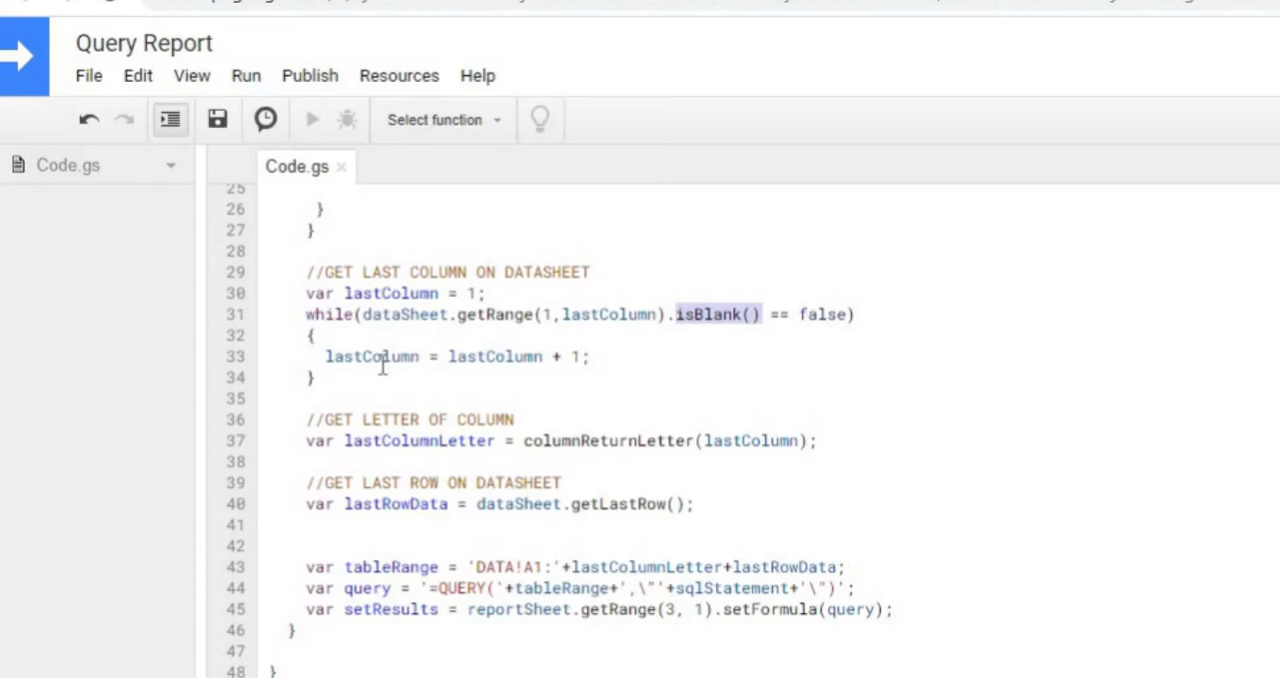 Query Report
File Edit View Run Publish Resources Help
Select function
Code.gs
Code.gs ×
25
26 }
27 }
28
29 //GET LAST COLUMN ON DATASHEET
30 var lastColumn = 1;
31 while(dataSheet.getRange(1,lastColumn).isBlank() == false)
32 {
33 lastColumn = lastColumn + 1;
34 }
35
36 //GET LETTER OF COLUMN
37 var lastColumnLetter = columnReturnLetter(lastColumn);
38
39 //GET LAST ROW ON DATASHEET
40 var lastRowData = dataSheet.getLastRow();
41
42
43 var tableRange = 'DATA!A1:'+lastColumnLetter+lastRowData;
44 var query = '=QUERY('+tableRange+',\"'+sqlStatement+'\")';
45 var setResults = reportSheet.getRange(3, 1).setFormula(query);
46 }
47
48 }